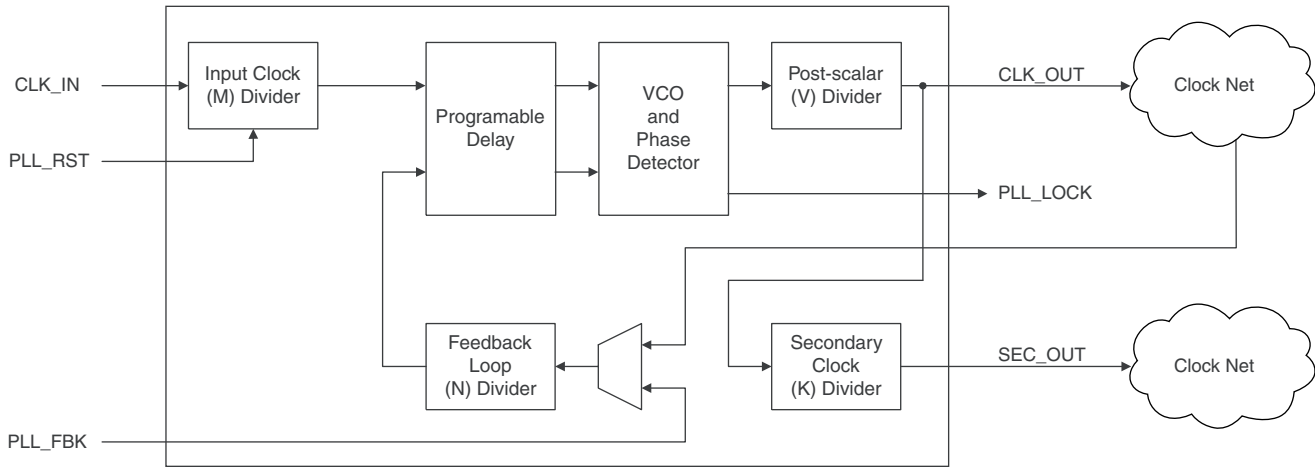 CLK_IN
PLL_RST
Input Clock
(M) Divider
Programable
Delay
VCO
and
Phase
Detector
Post-scalar
(V) Divider
CLK_OUT
Clock Net
PLL_LOCK
Feedback
Loop
(N) Divider
Secondary
Clock
(K) Divider
SEC_OUT
Clock Net
PLL_FBK